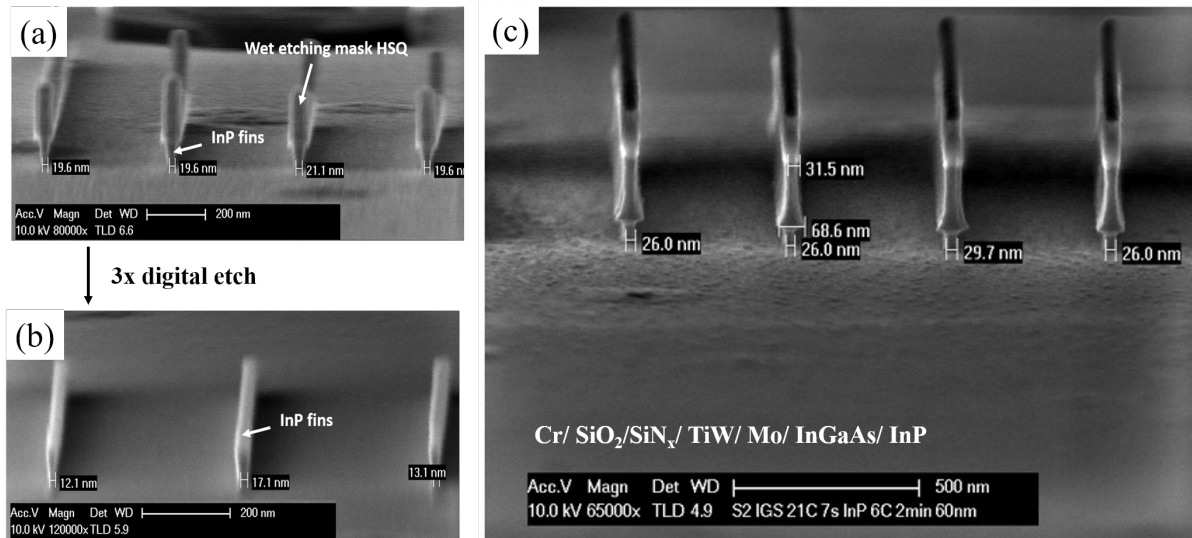 (a)
Wet etching mask HSQ
InP fins
19.6 nm
19.6 nm
21.1 nm
19.6 n
Acc.V Magn Det WD 200 nm
10.0 kV 80000x TLD 6.6
3x digital etch
(b)
InP fins
12.1 nm
17.1 nm
13.1 nm
Acc.V Magn Det WD 200 nm
10.0 kV 120000x TLD 5.9
(c)
31.5 nm
68.6 nm
26.0 nm
26.0 nm
29.7 nm
26.0 nm
Cr/ SiO₂/SiNₓ/ TiW/ Mo/ InGaAs/ InP
Acc.V Magn Det WD 500 nm
10.0 kV 65000x TLD 4.9 S2 IGS 21C 7s InP 6C 2min 60nm